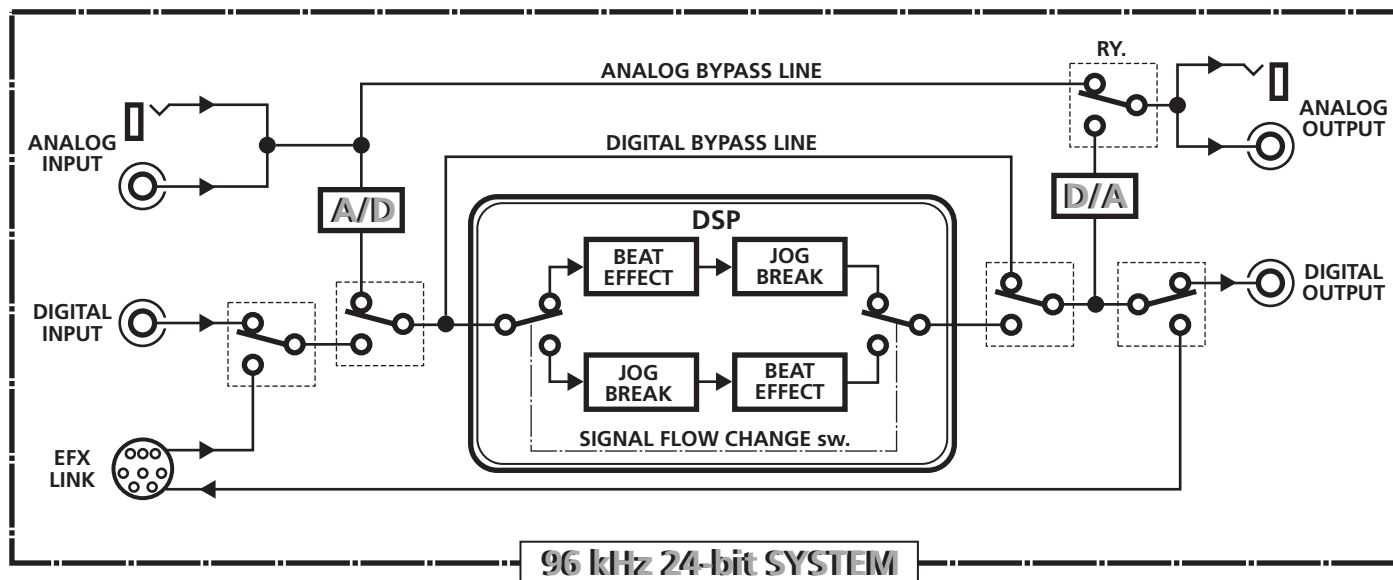 RY.
ANALOG BYPASS LINE
ANALOG
INPUT
ANALOG
OUTPUT
DIGITAL BYPASS LINE
A/D
D/A
DSP
BEAT
EFFECT
JOG
BREAK
DIGITAL
INPUT
DIGITAL
OUTPUT
JOG
BREAK
BEAT
EFFECT
SIGNAL FLOW CHANGE sw.
EFX
LINK
96 kHz 24-bit SYSTEM